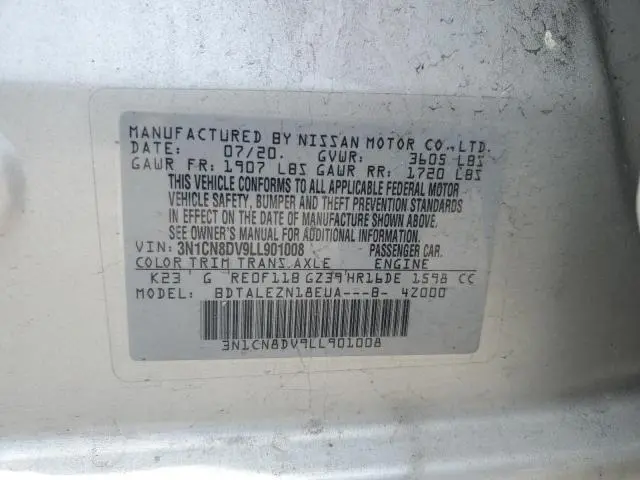 MANUFACTURED BY NISSAN MOTOR CO.,LTD.
DATE: 07/20. GVWR: 3605 LBS
GAWR FR: 1907 LBS GAWR RR: 1720 LBS
THIS VEHICLE CONFORMS TO ALL APPLICABLE FEDERAL MOTOR
VEHICLE SAFETY, BUMPER AND THEFT PREVENTION STANDARDS
IN EFFECT ON THE DATE OF MANUFACTURE SHOWN ABOVE.
SEE OWNER'S MANUAL FOR ADDITIONAL INFORMATION.
VIN: 3N1CN8DV9LL901008 PASSENGER CAR.
COLOR TRIM TRANS.AXLE ENGINE
K23 G RE0F11B GZ39 HR16DE 1598 CC
MODEL: BDTALEZN18EUA---B- 42000
3N1CN8DV9LL901008